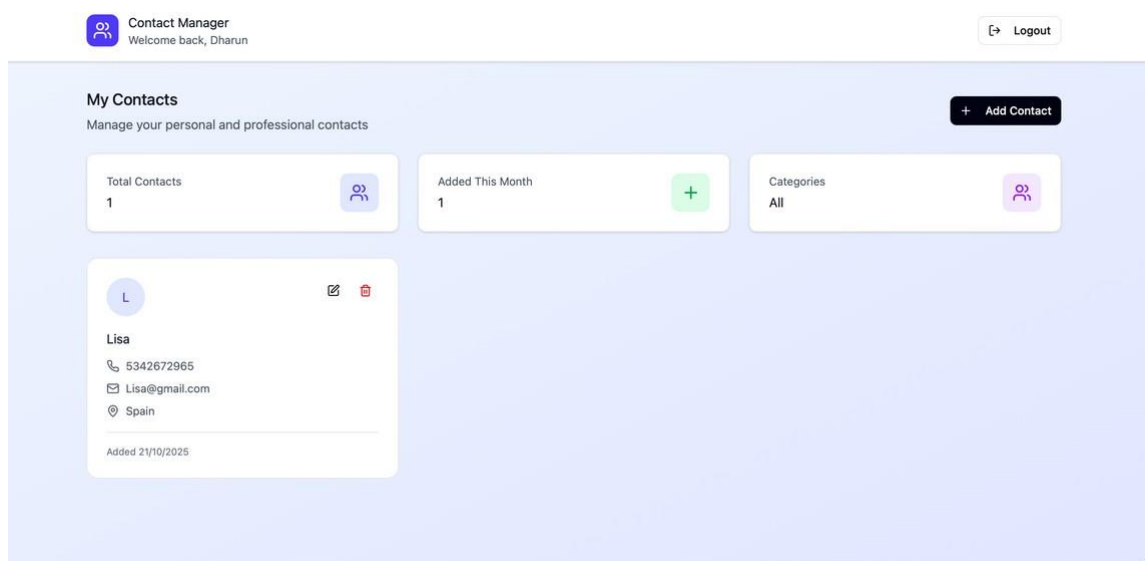 Contact Manager
Welcome back, Dharun
Logout
My Contacts
Manage your personal and professional contacts
Add Contact
Total Contacts
1
Added This Month
1
Categories
All
L
Lisa
5342672965
Lisa@gmail.com
Spain
Added 21/10/2025